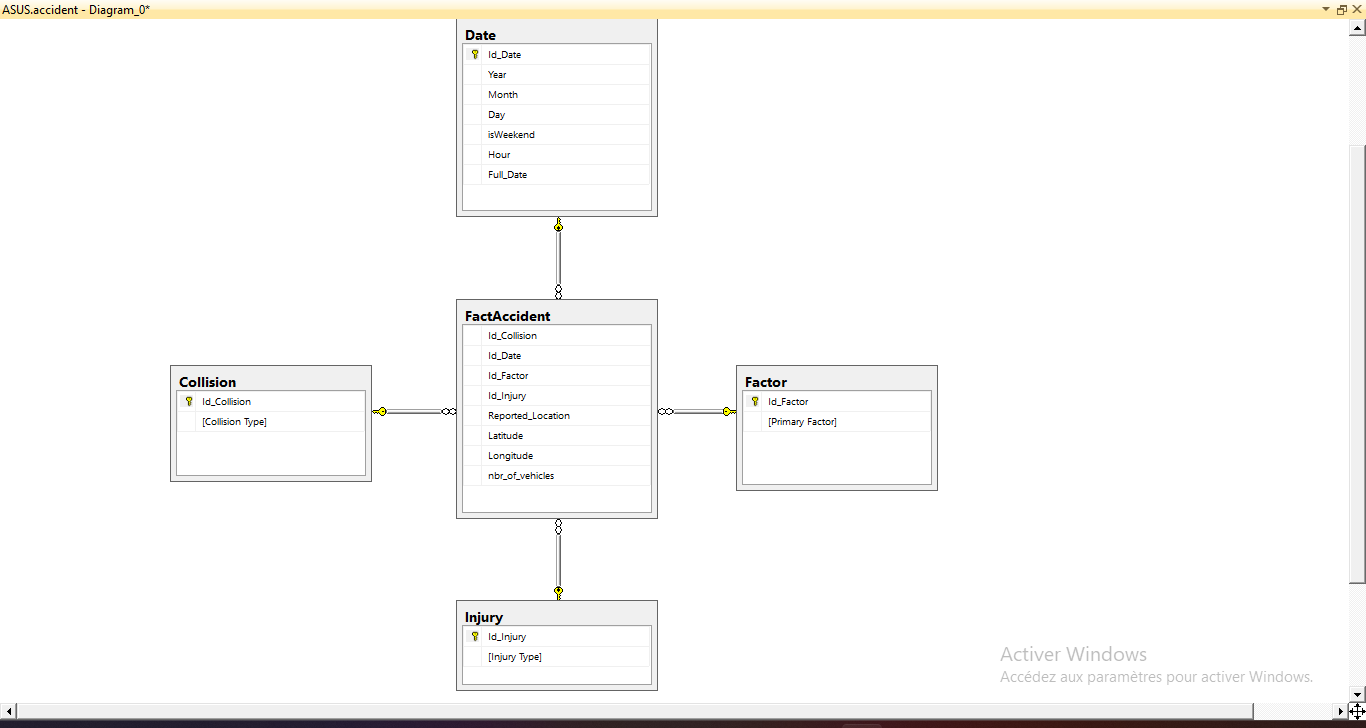 ASUS.accident - Diagram_0*
Date
Id_Date
Year
Month
Day
isWeekend
Hour
Full_Date
FactAccident
Id_Collision
Id_Date
Id_Factor
Id_Injury
Reported_Location
Latitude
Longitude
nbr_of_vehicles
Collision
Id_Collision
[Collision Type]
Factor
Id_Factor
[Primary Factor]
Injury
Id_Injury
[Injury Type]
Activer Windows
Accédez aux paramètres pour activer Windows.